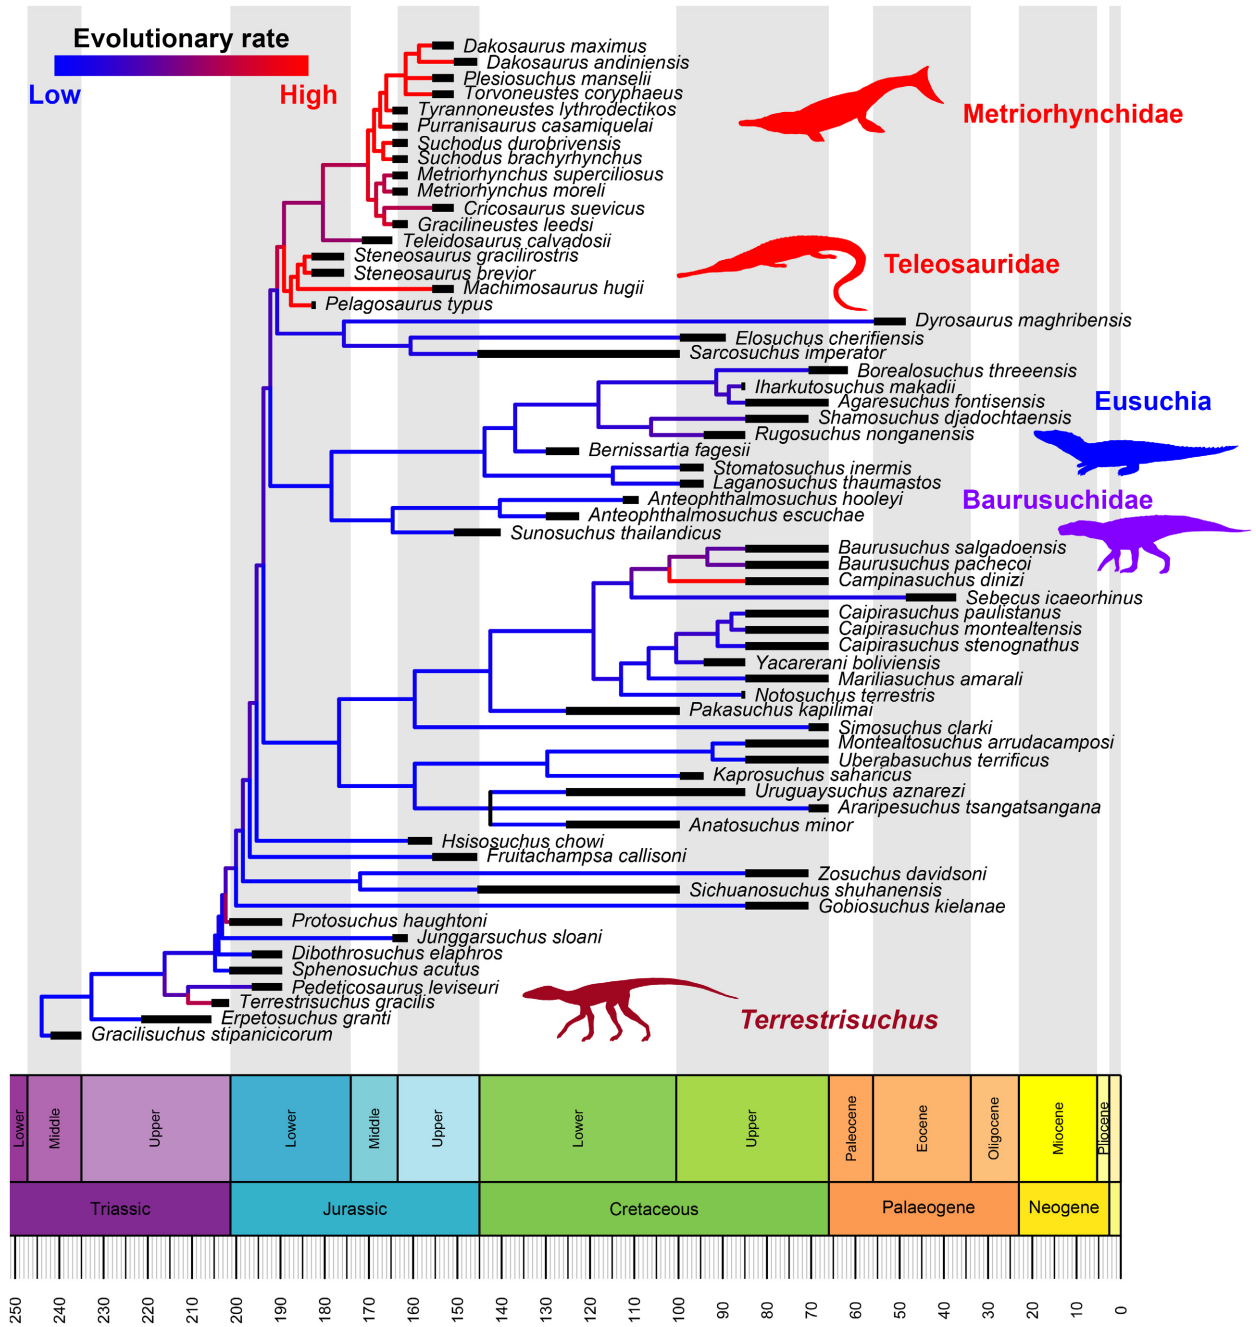 Evolutionary rate
Low
High
Dakosaurus maximus
Dakosaurus andiniensis
Plesiosuchus manselii
Torvoneustes coryphaeus
Tyrannoneustes lythrodectikos
Purranisaurus casamiquelai
Suchodus durobrivensis
Suchodus brachyrhynchus
Metriorhynchus superciliosus
Metriorhynchus moreli
Cricosaurus suevicus
Gracilineustes leedsi
Teleidosaurus calvadosii
Steneosaurus gracilirostris
Steneosaurus brevior
Machimosaurus hugii
Pelagosaurus typus
Metriorhynchidae
Teleosauridae
Dyrosaurus maghribensis
Elosuchus cherifiensis
Sarcosuchus imperator
Borealosuchus threeensis
Iharkutosuchus makadii
Agaresuchus fontisensis
Shamosuchus djadochtaensis
Rugosuchus nonganensis
Bernissartia fagesii
Stomatosuchus inermis
Laganosuchus thaumastos
Anteophthalmosuchus hooleyi
Anteophthalmosuchus escuchae
Sunosuchus thailandicus
Eusuchia
Baurusuchidae
Baurusuchus salgadoensis
Baurusuchus pachecoi
Campinasuchus dinizi
Sebecus icaeorhinus
Caipirasuchus paulistanus
Caipirasuchus montealtensis
Caipirasuchus stenognathus
Yacarerani boliviensis
Mariliasuchus amarali
Notosuchus terrestris
Pakasuchus kapilimai
Simosuchus clarki
Montealtosuchus arrudacamposi
Uberabasuchus terrificus
Kaprosuchus saharicus
Uruguaysuchus aznarezi
Araripesuchus tsangatsangana
Anatosuchus minor
Hsisosuchus chowi
Fruitachampsa callisoni
Zosuchus davidsoni
Sichuanosuchus shuhanensis
Gobiosuchus kielanae
Protosuchus haughtoni
Junggarsuchus sloani
Dibothrosuchus elaphros
Sphenosuchus acutus
Pedeticosaurus leviseuri
Terrestrisuchus gracilis
Erpetosuchus granti
Gracilisuchus stipanicicorum
Terrestrisuchus
Lower Middle Upper Lower Middle Upper Lower Upper Paleocene Eocene Oligocene Miocene Pliocene
Triassic Jurassic Cretaceous Palaeogene Neogene
250 240 230 220 210 200 190 180 170 160 150 140 130 120 110 100 90 80 70 60 50 40 30 20 10 0